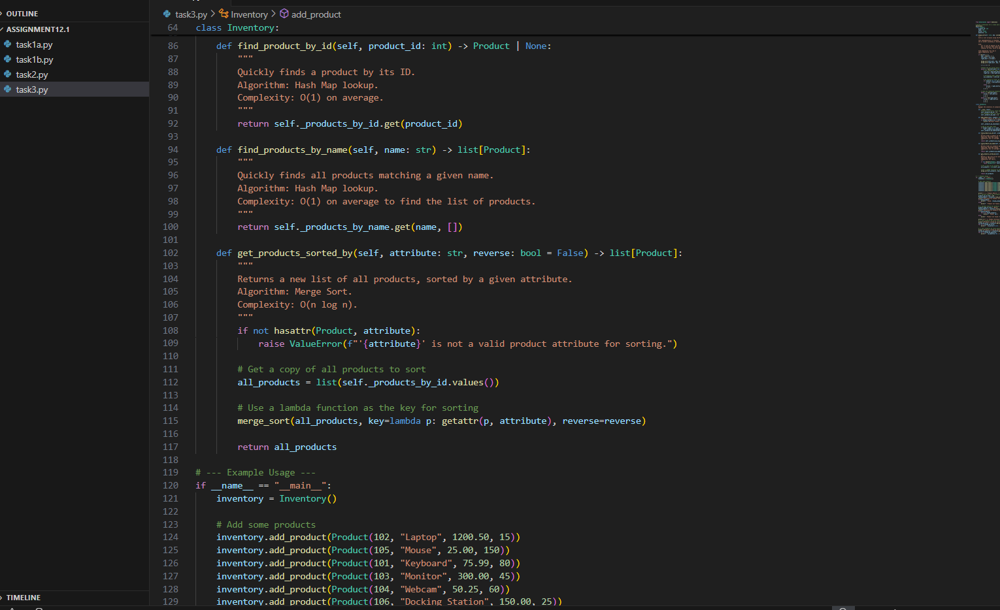 OUTLINE
ASSIGNMENT12.1
task1a.py
task1b.py
task2.py
task3.py
TIMELINE
task3.py > Inventory > add_product
64 class Inventory:
86 def find_product_by_id(self, product_id: int) -> Product | None:
87 """
88 Quickly finds a product by its ID.
89 Algorithm: Hash Map lookup.
90 Complexity: O(1) on average.
91 """
92 return self._products_by_id.get(product_id)
93
94 def find_products_by_name(self, name: str) -> list[Product]:
95 """
96 Quickly finds all products matching a given name.
97 Algorithm: Hash Map lookup.
98 Complexity: O(1) on average to find the list of products.
99 """
100 return self._products_by_name.get(name, [])
101
102 def get_products_sorted_by(self, attribute: str, reverse: bool = False) -> list[Product]:
103 """
104 Returns a new list of all products, sorted by a given attribute.
105 Algorithm: Merge Sort.
106 Complexity: O(n log n).
107 """
108 if not hasattr(Product, attribute):
109 raise ValueError(f"'{attribute}' is not a valid product attribute for sorting.")
110
111 # Get a copy of all products to sort
112 all_products = list(self._products_by_id.values())
113
114 # Use a lambda function as the key for sorting
115 merge_sort(all_products, key=lambda p: getattr(p, attribute), reverse=reverse)
116
117 return all_products
118
119 # --- Example Usage ---
120 if __name__ == "__main__":
121 inventory = Inventory()
122
123 # Add some products
124 inventory.add_product(Product(102, "Laptop", 1200.50, 15))
125 inventory.add_product(Product(105, "Mouse", 25.00, 150))
126 inventory.add_product(Product(101, "Keyboard", 75.99, 80))
127 inventory.add_product(Product(103, "Monitor", 300.00, 45))
128 inventory.add_product(Product(104, "Webcam", 50.25, 60))
129 inventory.add_product(Product(106, "Docking Station", 150.00, 25))